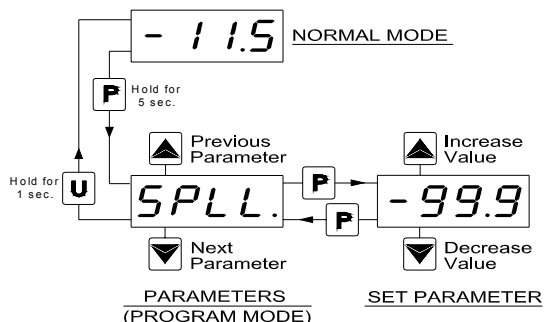 - 11.5
NORMAL MODE
P
Hold for
5 sec.
Previous
Parameter
Increase
Value
Hold for
1 sec.
U
P
SPLL.
-99.9
P
Next
Parameter
Decrease
Value
PARAMETERS
(PROGRAM MODE)
SET PARAMETER